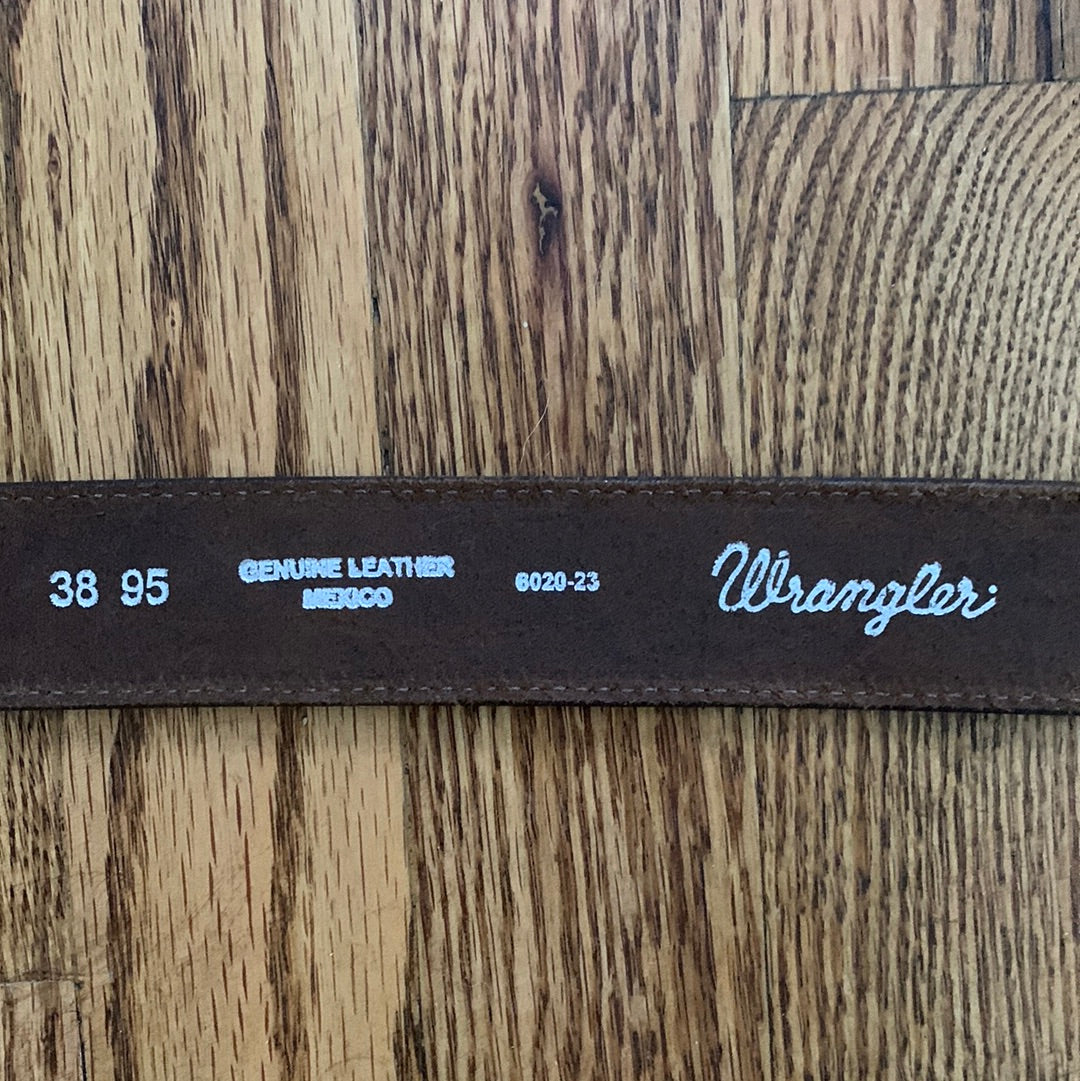 38 95
GENUINE LEATHER
MEXICO
6020-23
Wrangler